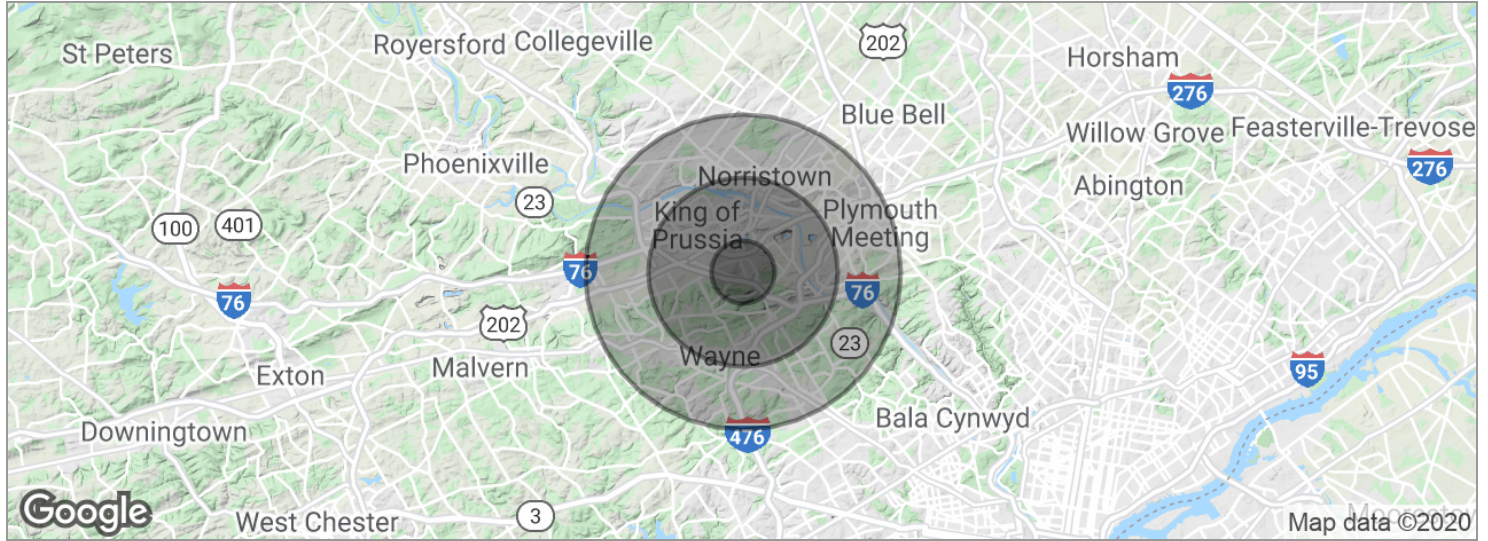 St Peters
Royersford
Collegeville
202
Horsham
276
Blue Bell
Willow Grove
Feasterville-Trevose
276
Phoenixville
Norristown
Abington
23
100
401
King of
Prussia
Plymouth
Meeting
76
76
76
202
23
Wayne
Malvern
Exton
95
Bala Cynwyd
Downingtown
476
Google
West Chester
3
Map data ©2020